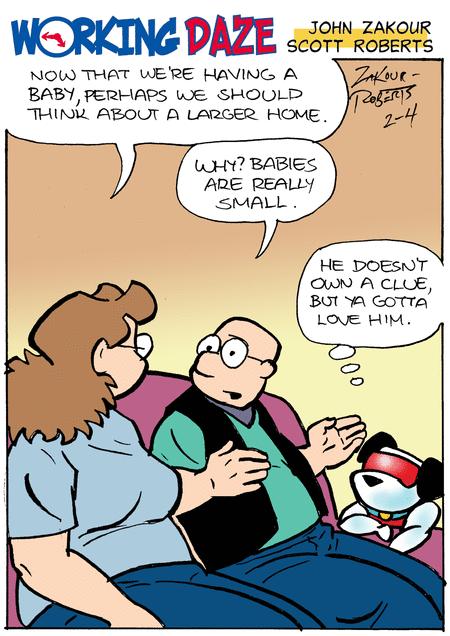 WORKING DAZE
JOHN ZAKOUR
SCOTT ROBERTS
NOW THAT WE'RE HAVING A
BABY, PERHAPS WE SHOULD
THINK ABOUT A LARGER HOME.
ZAKOUR-
ROBERTS
2-4
WHY? BABIES
ARE REALLY
SMALL.
HE DOESN'T
OWN A CLUE,
BUT YA GOTTA
LOVE HIM.